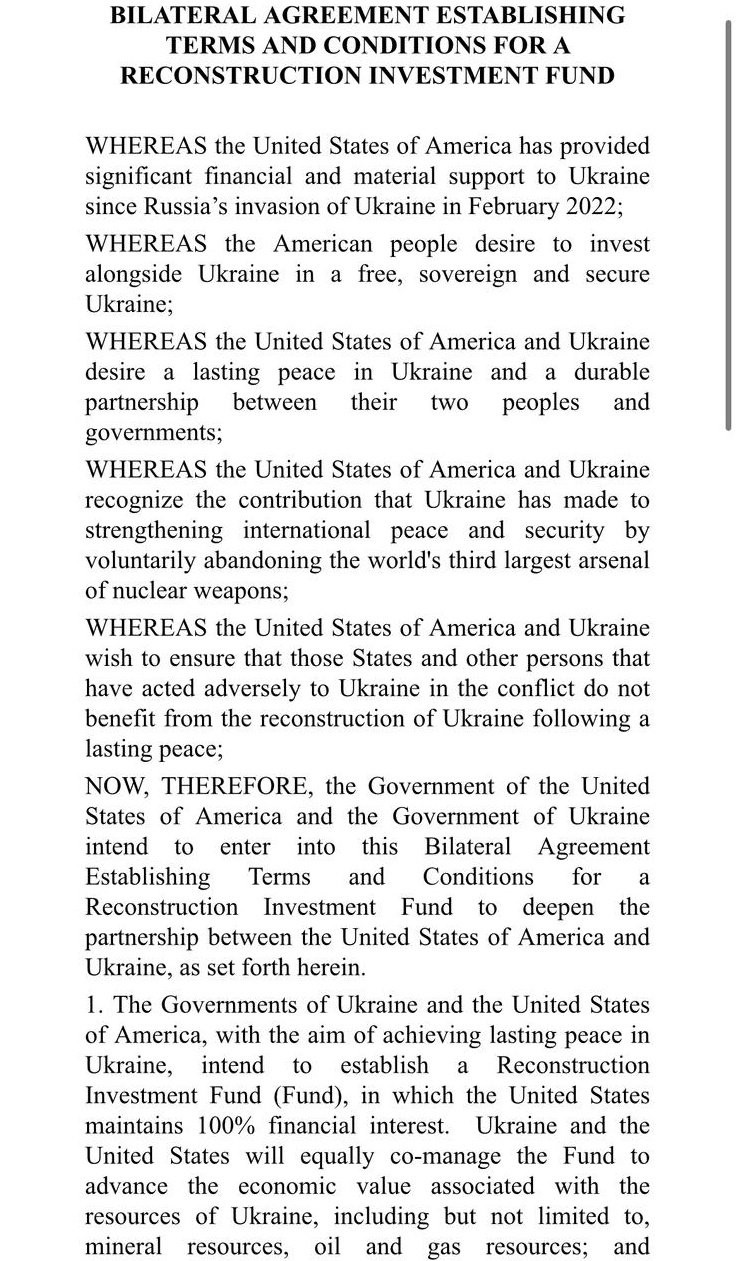 BILATERAL AGREEMENT ESTABLISHING
TERMS AND CONDITIONS FOR A
RECONSTRUCTION INVESTMENT FUND
WHEREAS the United States of America has provided
significant financial and material support to Ukraine
since Russia’s invasion of Ukraine in February 2022;
WHEREAS the American people desire to invest
alongside Ukraine in a free, sovereign and secure
Ukraine;
WHEREAS the United States of America and Ukraine
desire a lasting peace in Ukraine and a durable
partnership between their two peoples and
governments;
WHEREAS the United States of America and Ukraine
recognize the contribution that Ukraine has made to
strengthening international peace and security by
voluntarily abandoning the world's third largest arsenal
of nuclear weapons;
WHEREAS the United States of America and Ukraine
wish to ensure that those States and other persons that
have acted adversely to Ukraine in the conflict do not
benefit from the reconstruction of Ukraine following a
lasting peace;
NOW, THEREFORE, the Government of the United
States of America and the Government of Ukraine
intend to enter into this Bilateral Agreement
Establishing Terms and Conditions for a
Reconstruction Investment Fund to deepen the
partnership between the United States of America and
Ukraine, as set forth herein.
1. The Governments of Ukraine and the United States
of America, with the aim of achieving lasting peace in
Ukraine, intend to establish a Reconstruction
Investment Fund (Fund), in which the United States
maintains 100% financial interest. Ukraine and the
United States will equally co-manage the Fund to
advance the economic value associated with the
resources of Ukraine, including but not limited to,
mineral resources, oil and gas resources; and